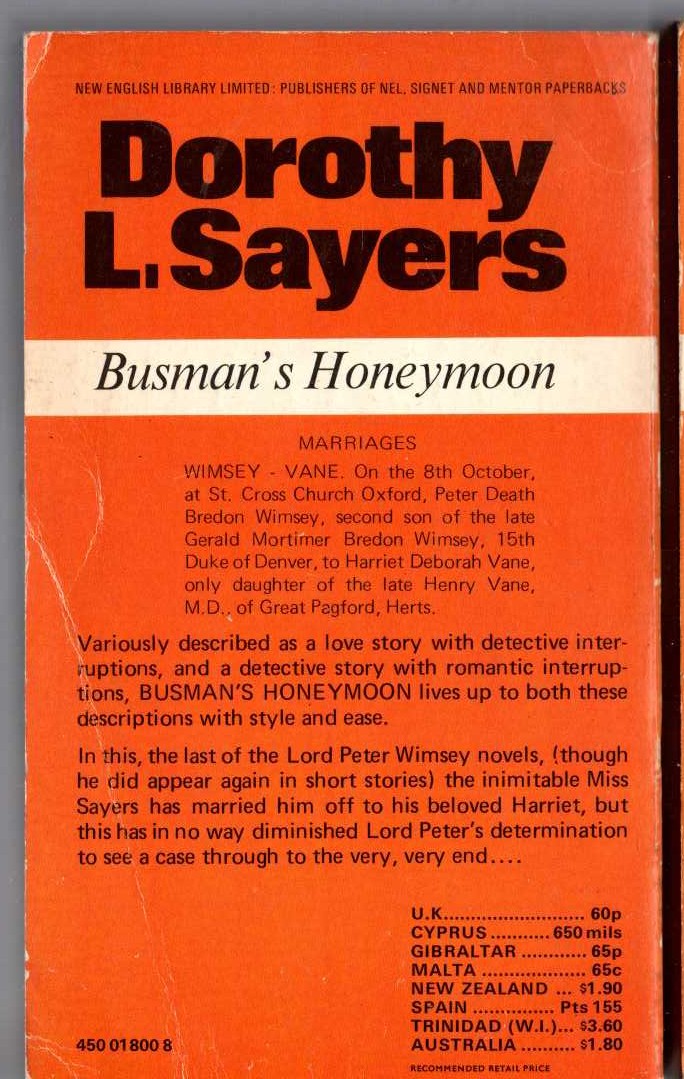 NEW ENGLISH LIBRARY LIMITED: PUBLISHERS OF NEL, SIGNET AND MENTOR PAPERBACKS
Dorothy
L. Sayers
Busman's Honeymoon
MARRIAGES
WIMSEY - VANE. On the 8th October,
at St. Cross Church Oxford, Peter Death
Bredon Wimsey, second son of the late
Gerald Mortimer Bredon Wimsey, 15th
Duke of Denver, to Harriet Deborah Vane,
only daughter of the late Henry Vane,
M.D., of Great Pagford, Herts.
Variously described as a love story with detective inter-
ruptions, and a detective story with romantic interrup-
tions, BUSMAN'S HONEYMOON lives up to both these
descriptions with style and ease.
In this, the last of the Lord Peter Wimsey novels, (though
he did appear again in short stories) the inimitable Miss
Sayers has married him off to his beloved Harriet, but
this has in no way diminished Lord Peter's determination
to see a case through to the very, very end....
U.K.......................... 60p
CYPRUS ........... 650 mils
GIBRALTAR ............ 65p
MALTA ................... 65c
NEW ZEALAND ... $1.90
SPAIN ............... Pts 155
TRINIDAD (W.I.)... $3.60
AUSTRALIA .......... $1.80
RECOMMENDED RETAIL PRICE
450 01800 8